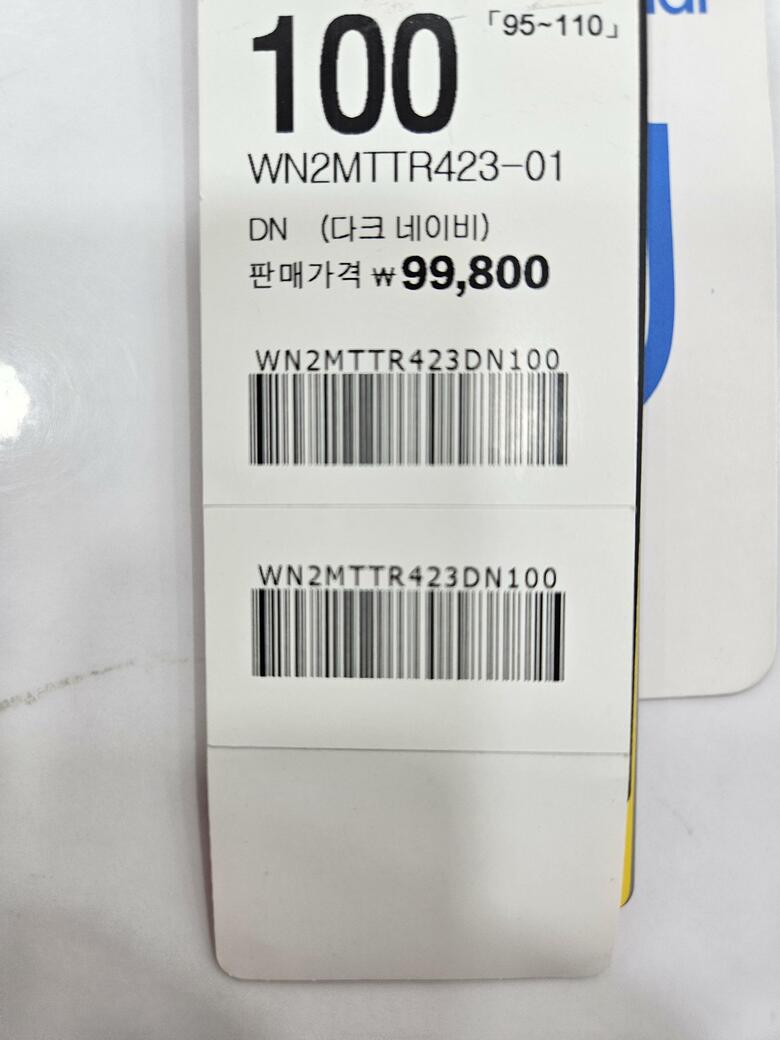 100 「95~110」
WN2MTTR423-01
DN (다크 네이비)
판매가격 ₩99,800
WN2MTTR423DN100
WN2MTTR423DN100